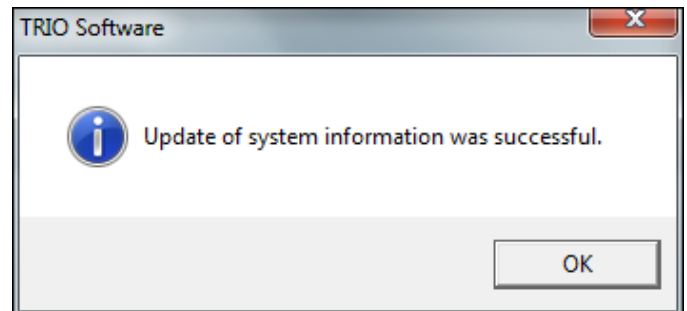 TRIO Software
Update of system information was successful.
OK